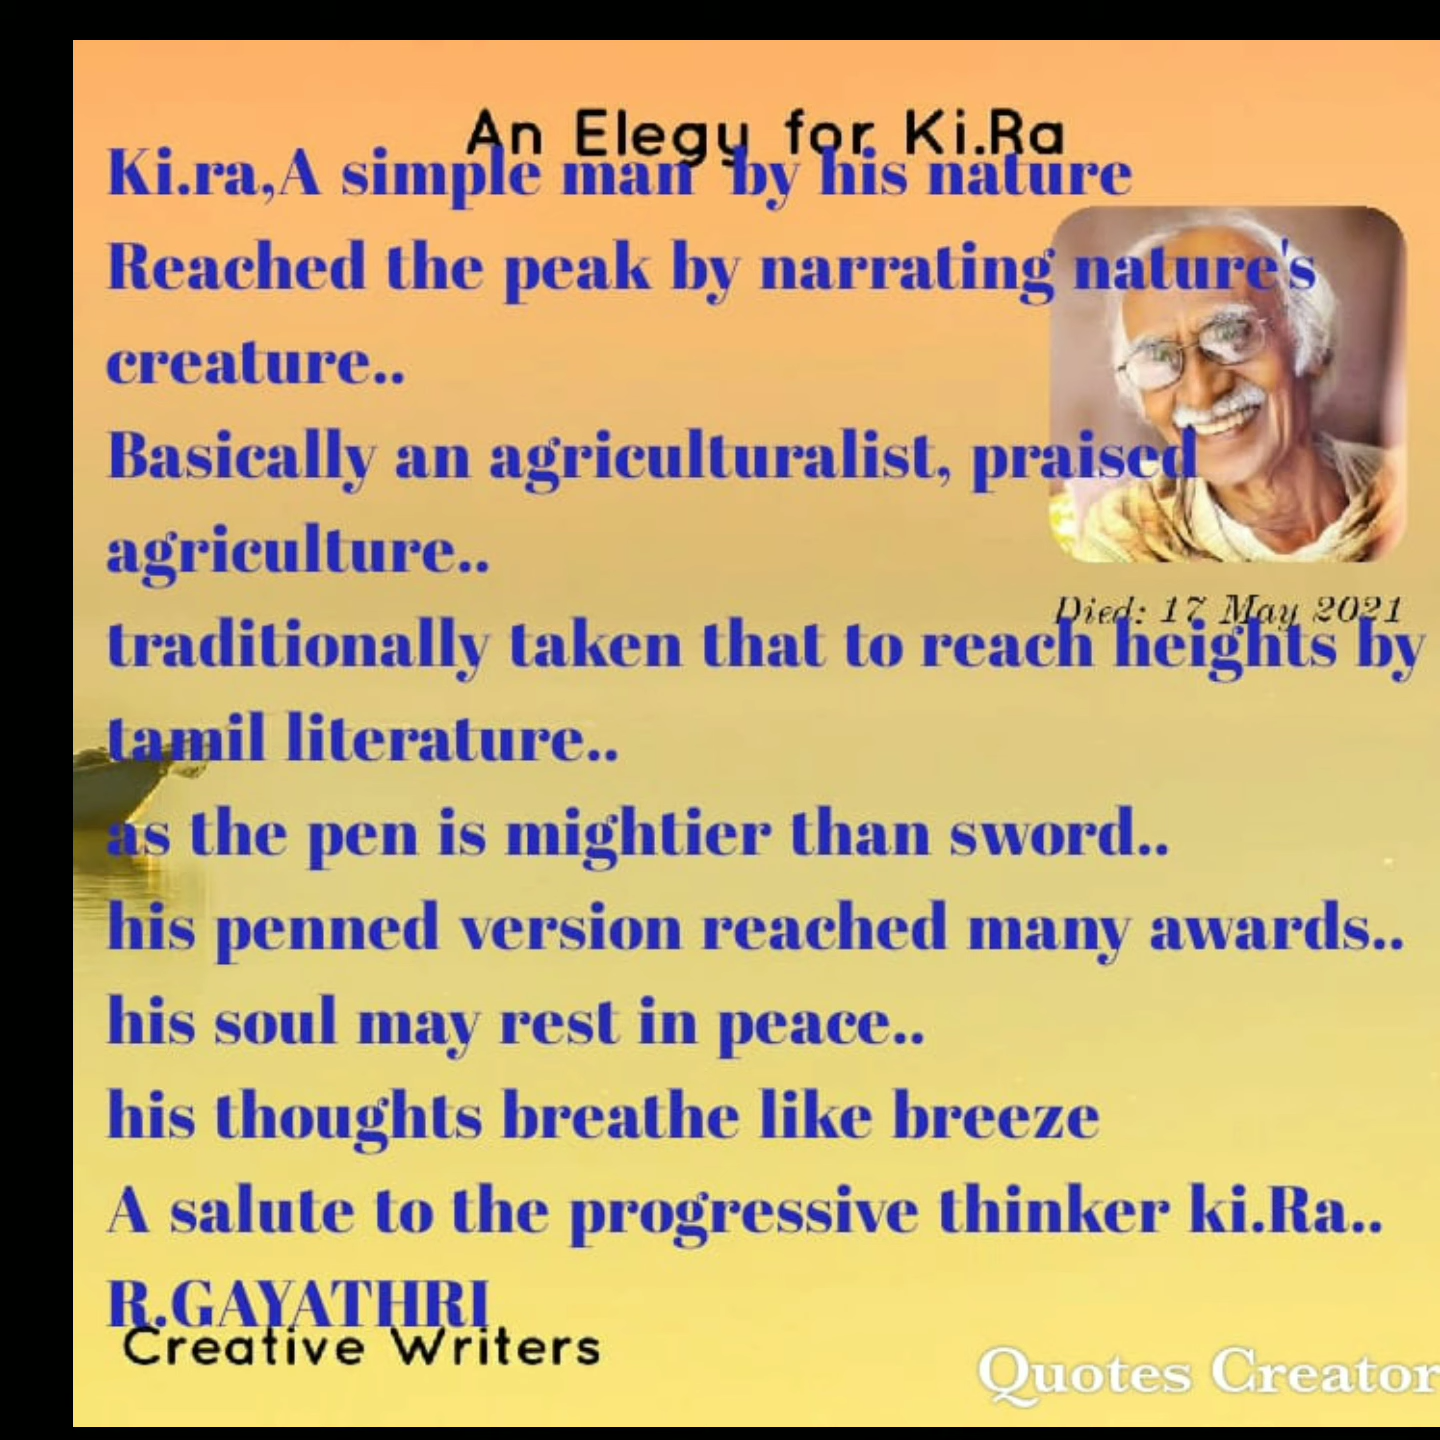 An Elegy for Ki.Ra
Ki.ra,A simple man by his nature
Reached the peak by narrating nature's
creature..
Basically an agriculturalist, praised
agriculture..
Died: 17 May 2021
traditionally taken that to reach heights by
tamil literature..
as the pen is mightier than sword..
his penned version reached many awards..
his soul may rest in peace..
his thoughts breathe like breeze
A salute to the progressive thinker ki.Ra..
R.GAYATHRI
Creative Writers
Quotes Creator